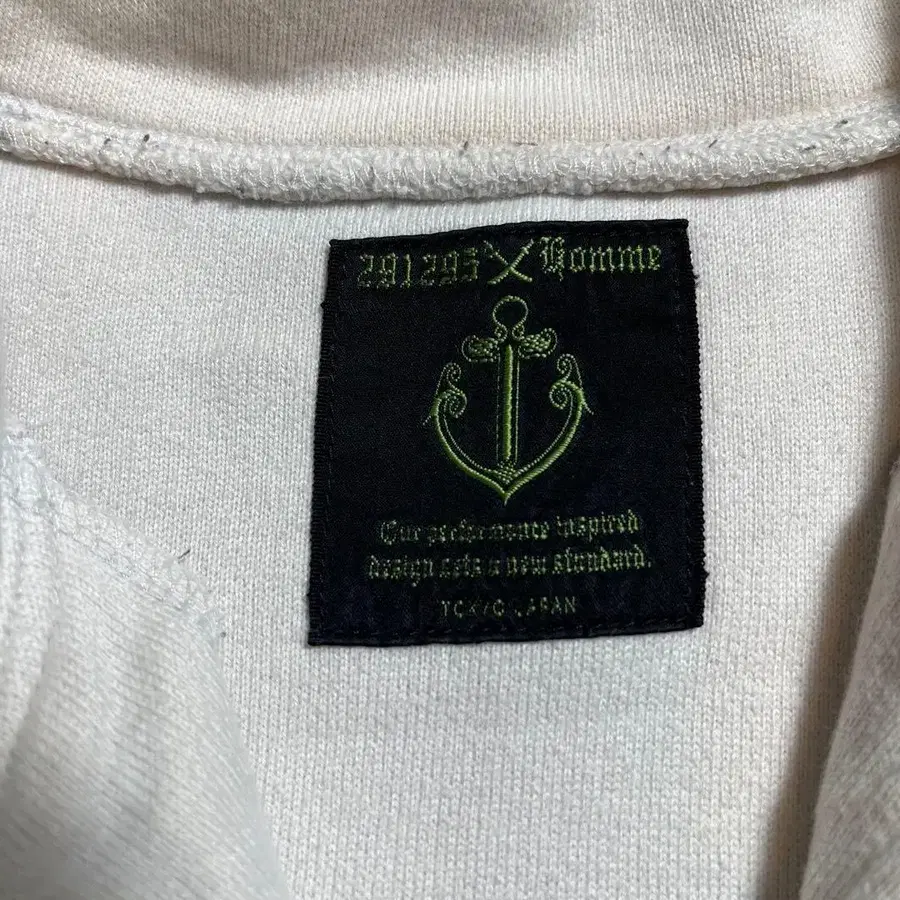 291295 X Homme
Our performance inspired
design sets a new standard.
TOKYO JAPAN